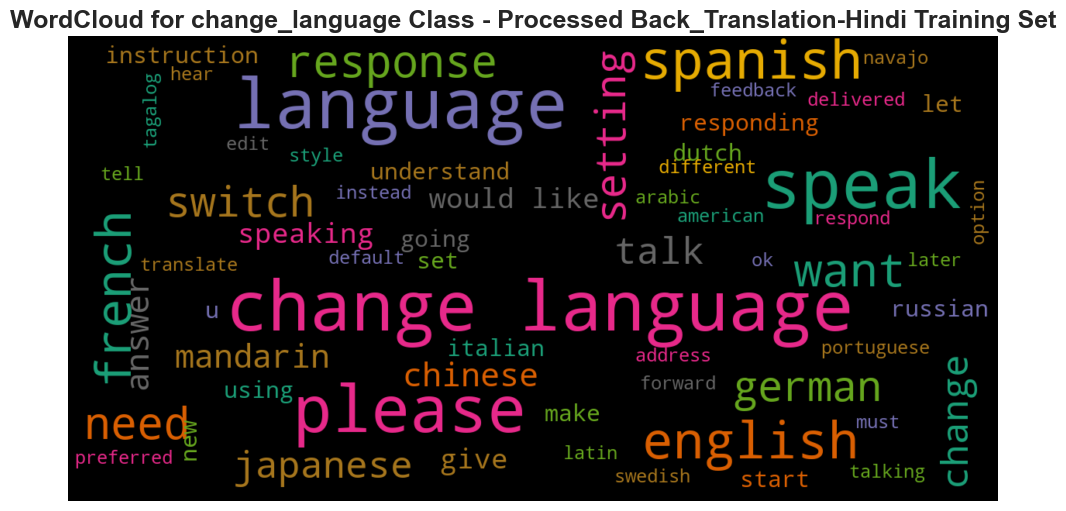 WordCloud for change_language Class - Processed Back_Translation-Hindi Training Set
instruction
response
spanish
navajo
hear
tagalog
language
setting
feedback
delivered
let
edit
style
responding
dutch
different
tell
understand
switch
instead
would like
arabic
speak
american
respond
option
speaking
going
talk
french
translate
default
set
ok
want
later
answer
u
change language
russian
mandarin
italian
address
portuguese
chinese
forward
german
change
using
please
make
need
new
english
must
preferred
japanese
give
latin
swedish
start
talking